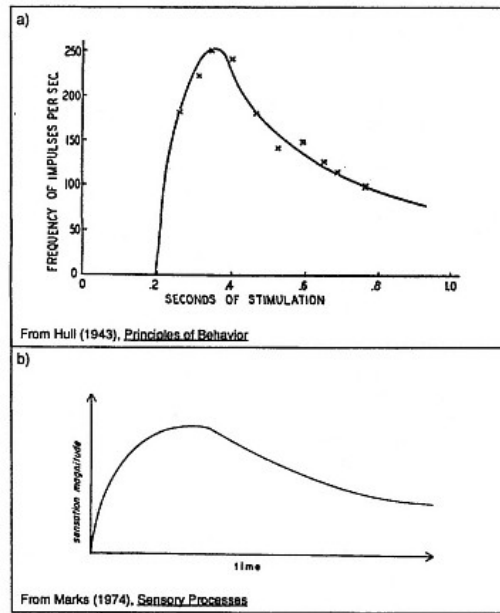 a)
FREQUENCY OF IMPULSES PER SEC.
250
200
150
100
50
0
0 .2 .4 .6 .8 1.0
SECONDS OF STIMULATION
From Hull (1943), Principles of Behavior
b)
sensation magnitude
time
From Marks (1974), Sensory Processes